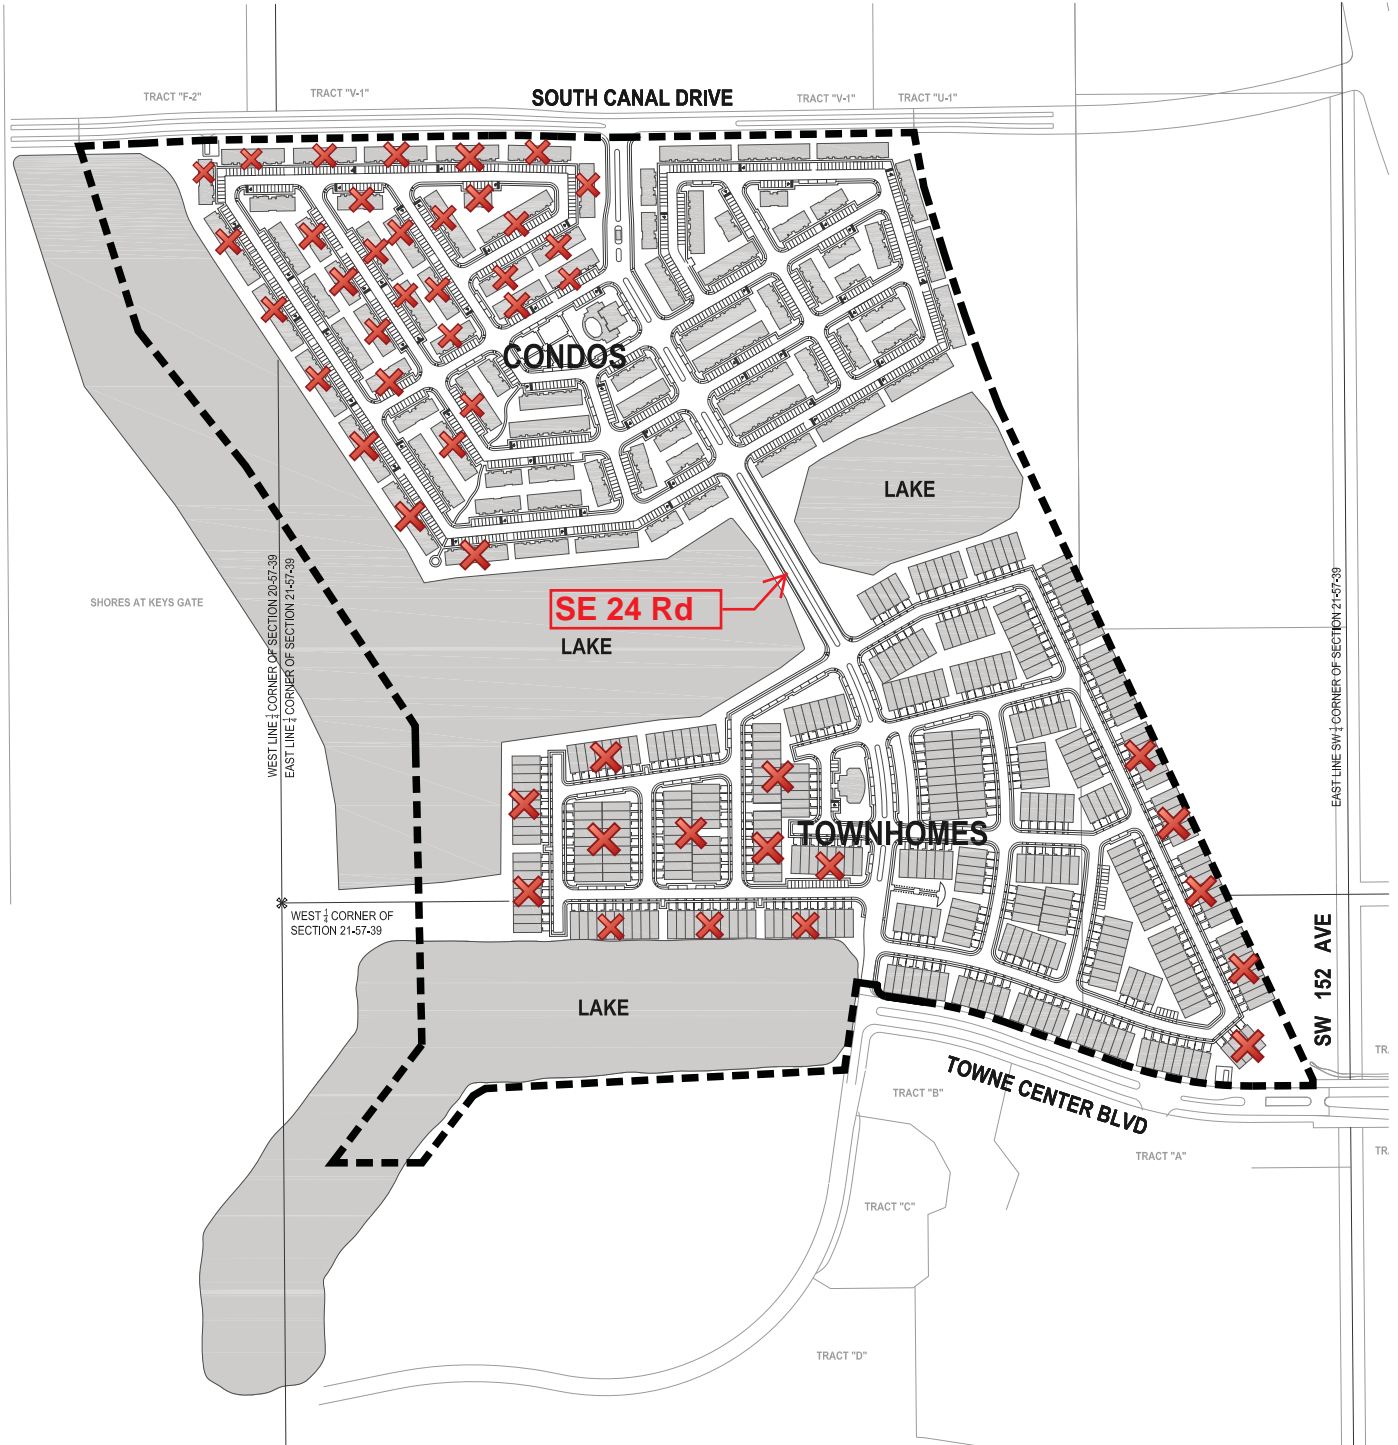 TRACT "F-2"
TRACT "V-1"
SOUTH CANAL DRIVE
TRACT "V-1"
TRACT "U-1"
CONDOS
LAKE
SHORES AT KEYS GATE
WEST LINE 1/4 CORNER OF SECTION 20-57-39
EAST LINE 1/4 CORNER OF SECTION 21-57-39
SE 24 Rd
LAKE
EAST LINE SW 1/4 CORNER OF SECTION 21-57-39
TOWNHOMES
WEST 1/4 CORNER OF
SECTION 21-57-39
SW 152 AVE
LAKE
TOWNE CENTER BLVD
TRACT "B"
TRACT "A"
TRACT "C"
TRACT "D"